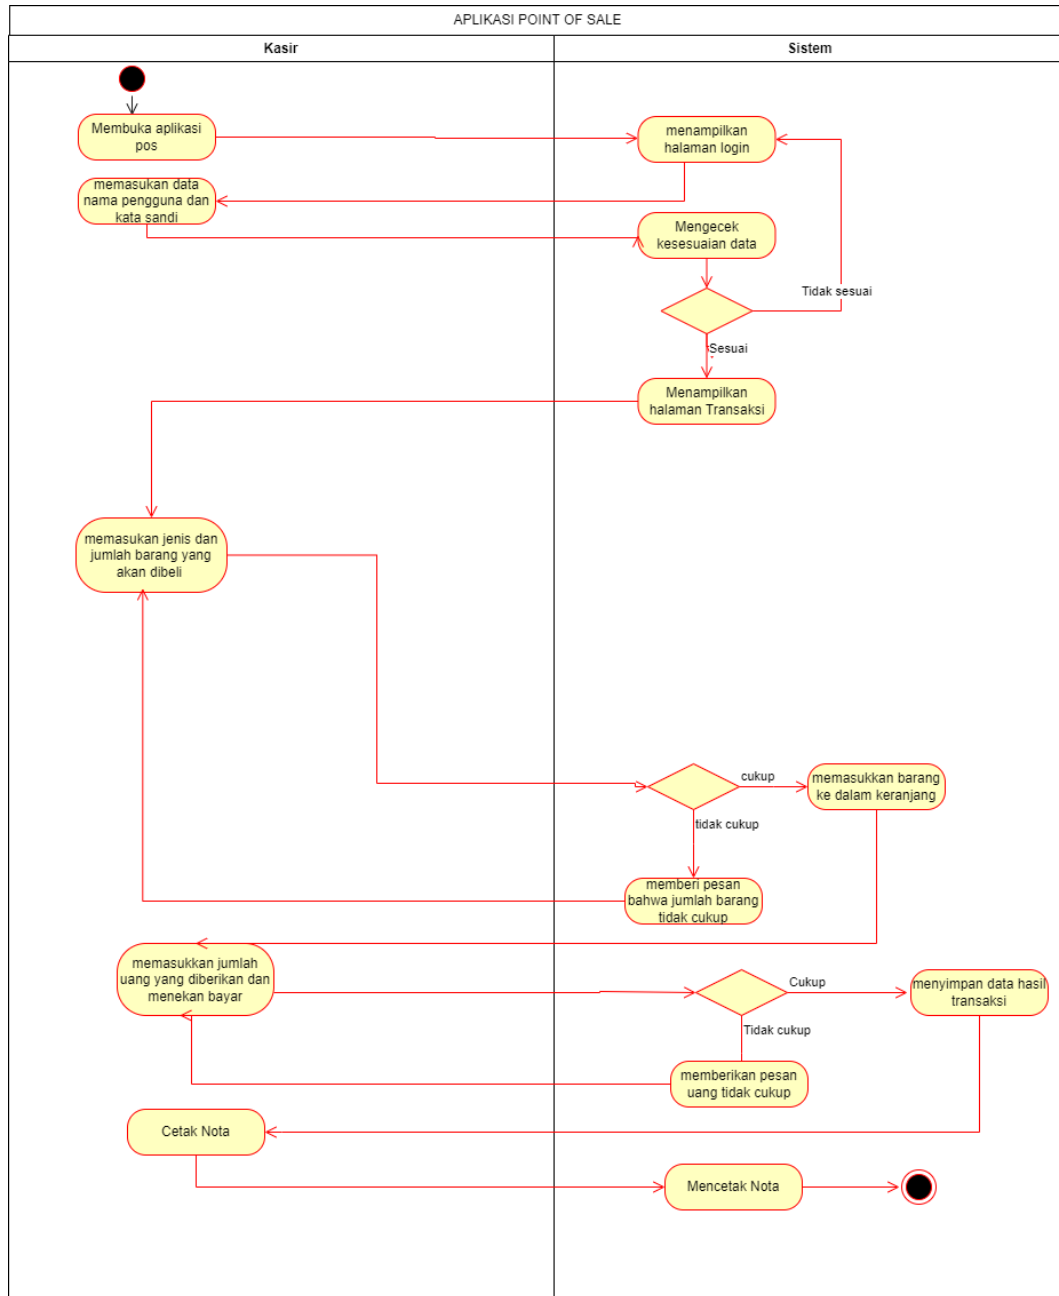 APLIKASI POINT OF SALE
Kasir
Sistem
Membuka aplikasi
pos
menampilkan
halaman login
memasukan data
nama pengguna dan
kata sandi
Mengecek
kesesuaian data
Tidak sesuai
Sesuai
Menampilkan
halaman Transaksi
memasukan jenis dan
jumlah barang yang
akan dibeli
cukup
memasukkan barang
ke dalam keranjang
tidak cukup
memberi pesan
bahwa jumlah barang
tidak cukup
memasukkan jumlah
uang yang diberikan dan
menekan bayar
Cukup
menyimpan data hasil
transaksi
Tidak cukup
memberikan pesan
uang tidak cukup
Cetak Nota
Mencetak Nota